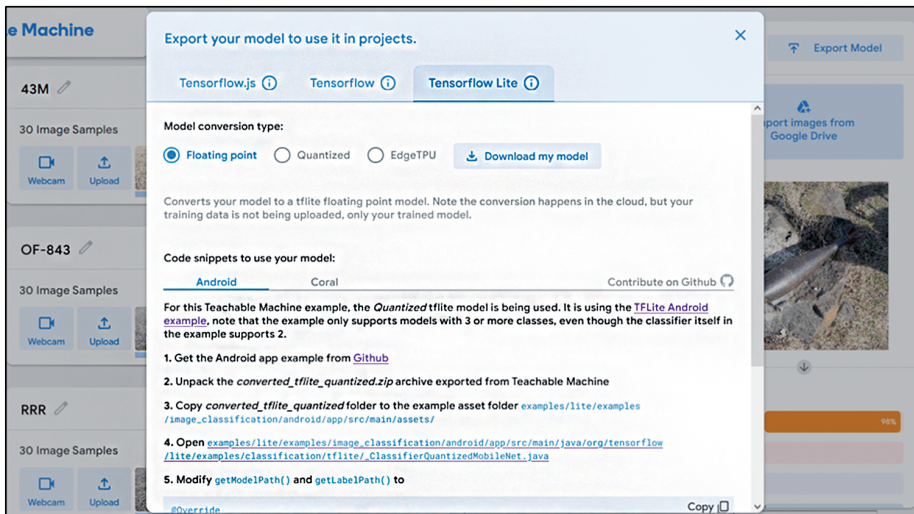 e Machine
Export your model to use it in projects.
Export Model
Tensorflow.js
Tensorflow
Tensorflow Lite
43M
30 Image Samples
Webcam
Upload
Model conversion type:
Floating point
Quantized
EdgeTPU
Download my model
port images from
Google Drive
Converts your model to a tflite floating point model. Note the conversion happens in the cloud, but your
training data is not being uploaded, only your trained model.
OF-843
30 Image Samples
Webcam
Upload
Code snippets to use your model:
Android
Coral
Contribute on Github
For this Teachable Machine example, the Quantized tflite model is being used. It is using the TFLite Android
example, note that the example only supports models with 3 or more classes, even though the classifier itself in
the example supports 2.
1. Get the Android app example from Github
2. Unpack the converted_tflite_quantized.zip archive exported from Teachable Machine
3. Copy converted_tflite_quantized folder to the example asset folder examples/lite/examples
/image_classification/android/app/src/main/assets/
4. Open examples/lite/examples/image_classification/android/app/src/main/java/org/tensorflow
/lite/examples/classification/tflite/_ClassifierQuantizedMobileNet.java
5. Modify getModelPath() and getLabelPath() to
@Override
Copy
RRR
30 Image Samples
Webcam
Upload
98%